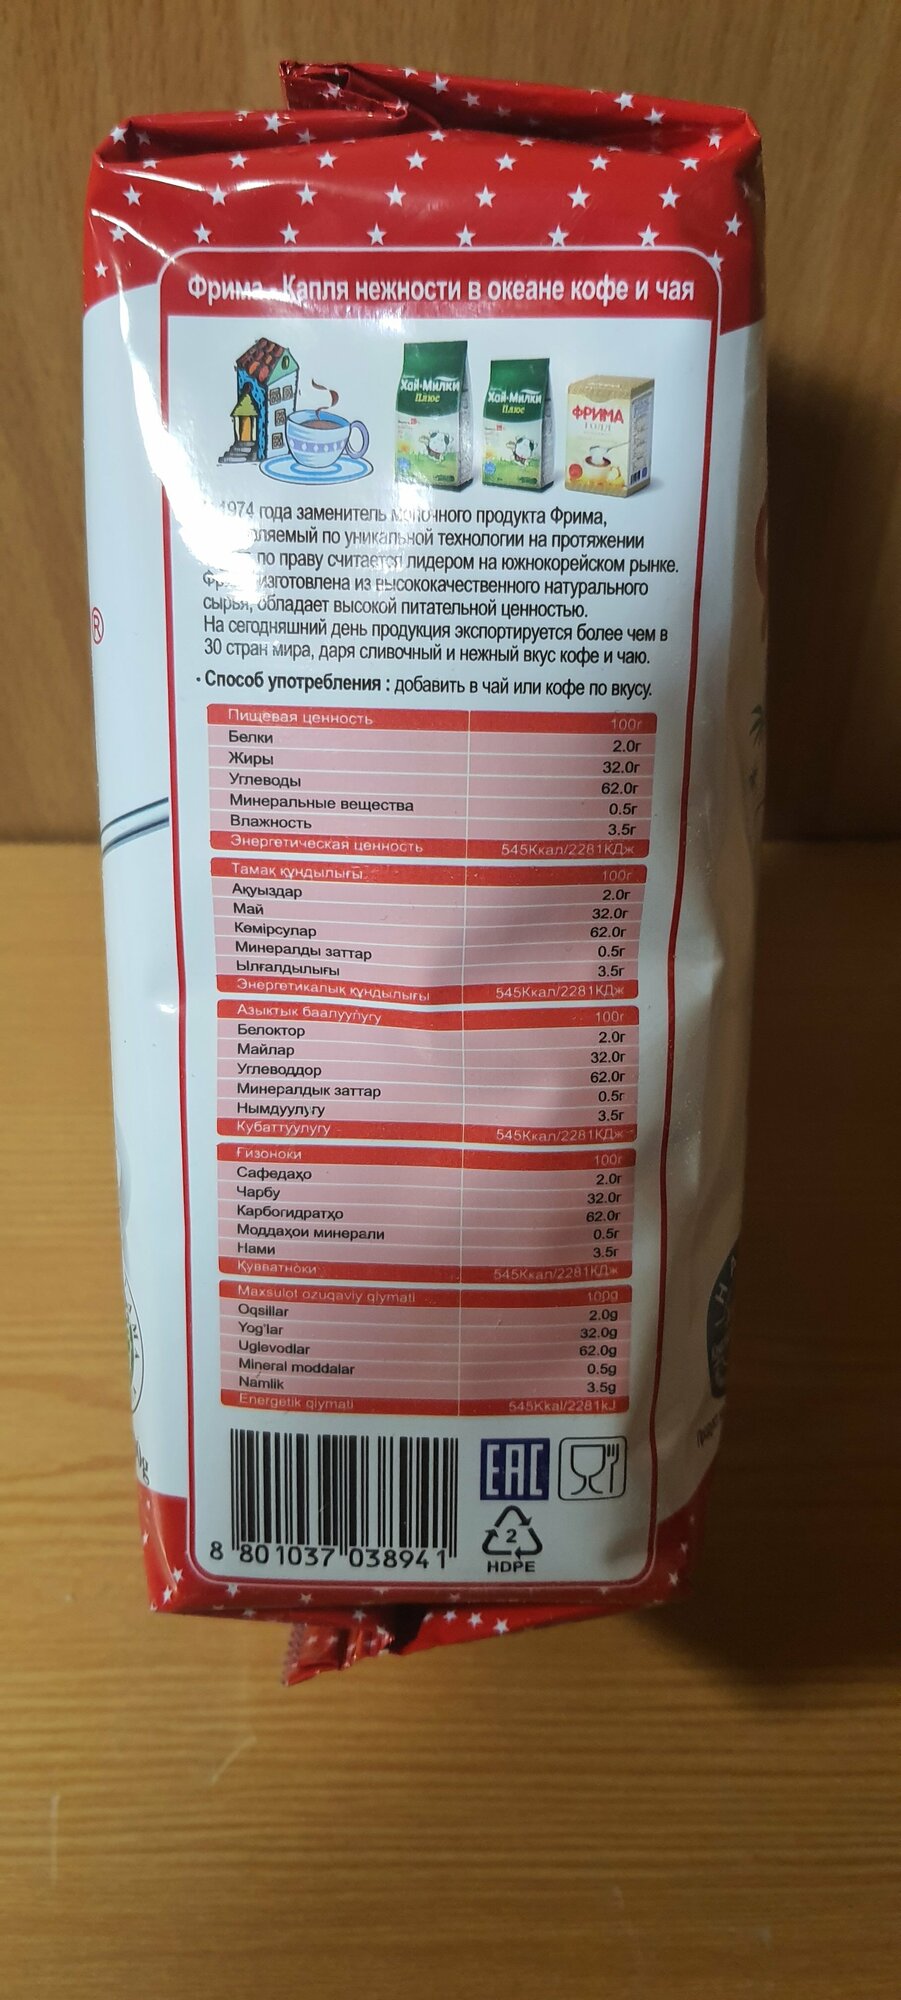 Фрима - Капля нежности в океане кофе и чая
Хай-Милки
Плюс
Хай-Милки
Плюс
ФРИМА
ГОЛД
1974 года заменитель молочного продукта Фрима,
по уникальной технологии на протяжении
по праву считается лидером на южнокорейском рынке.
изготовлена из высококачественного натурального
сырья, обладает высокой питательной ценностью.
На сегодняшний день продукция экспортируется более чем в
30 стран мира, даря сливочный и нежный вкус кофе и чаю.
· Способ употребления : добавить в чай или кофе по вкусу.
Пищевая ценность 100г
Белки 2.0г
Жиры 32.0г
Углеводы 62.0г
Минеральные вещества 0.5г
Влажность 3.5г
Энергетическая ценность 545Ккал/2281КДж
Тамақ құндылығы 100г
Ақуыздар 2.0г
Май 32.0г
Көмірсулар 62.0г
Минералды заттар 0.5г
Ылғалдылығы 3.5г
Энергетикалық құндылығы 545Ккал/2281КДж
Азыктык баалуулугу 100г
Белоктор 2.0г
Майлар 32.0г
Углеводдор 62.0г
Минералдык заттар 0.5г
Нымдуулугу 3.5г
Кубаттуулугу 545Ккал/2281КДж
Ғизоноки 100г
Сафедаҳо 2.0г
Чарбу 32.0г
Карбогидратҳо 62.0г
Моддаҳои минерали 0.5г
Нами 3.5г
Қувватноки 545Ккал/2281КДж
Maxsulot ozuqaviy qiymati 100g
Oqsillar 2.0g
Yog'lar 32.0g
Uglevodlar 62.0g
Mineral moddalar 0.5g
Namlik 3.5g
Energetik qiymati 545Kkal/2281kJ
EAC
2
HDPE
8 801037 038941
®